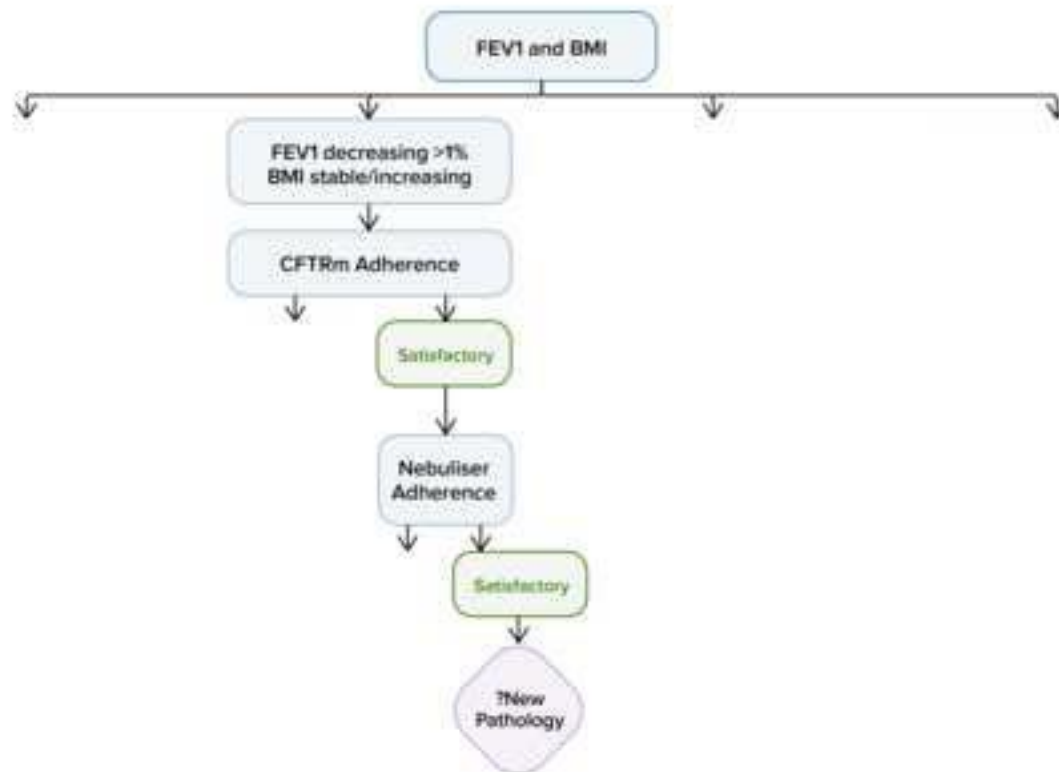 FEV1 and BMI
FEV1 decreasing >1%
BMI stable/increasing
CFTRm Adherence
Satisfactory
Nebuliser
Adherence
Satisfactory
?New
Pathology